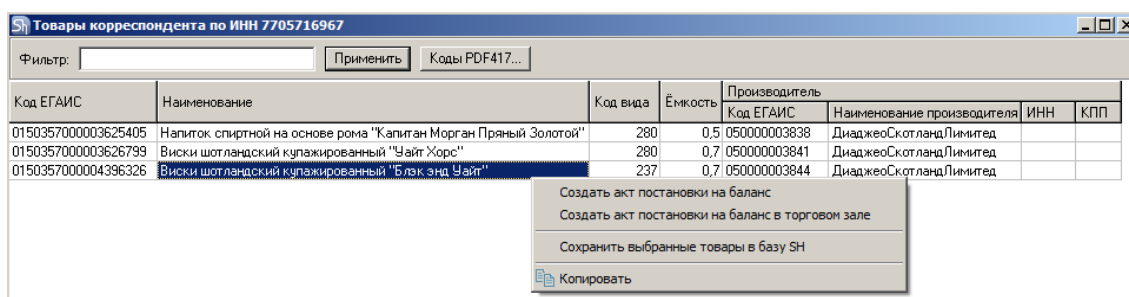 Sh Товары корреспондента по ИНН 7705716967
Фильтр: Применить Коды PDF417...
Код ЕГАИС Наименование Код вида Ёмкость Производитель
Код ЕГАИС Наименование производителя ИНН КПП
0150357000003625405 Напиток спиртной на основе рома "Капитан Морган Пряный Золотой" 280 0,5 050000003838 ДиаджеоСкотландЛимитед
0150357000003626799 Виски шотландский купажированный "Уайт Хорс" 280 0,7 050000003841 ДиаджеоСкотландЛимитед
0150357000004396326 Виски шотландский купажированный "Блэк энд Уайт" 237 0,7 050000003844 ДиаджеоСкотландЛимитед
Создать акт постановки на баланс
Создать акт постановки на баланс в торговом зале
Сохранить выбранные товары в базу SH
Копировать